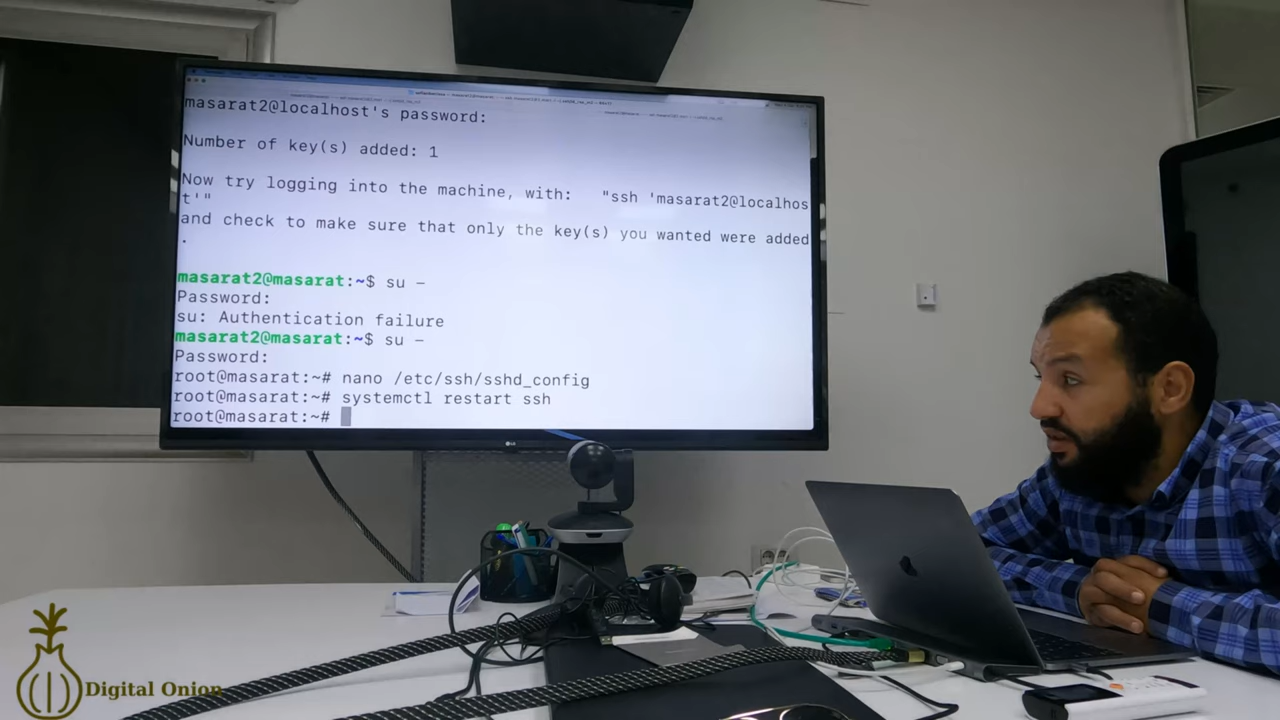 masarat2@localhost's password:
Number of key(s) added: 1
Now try logging into the machine, with:   "ssh 'masarat2@localhos
t'"
and check to make sure that only the key(s) you wanted were added
.
masarat2@masarat:~$ su -
Password:
su: Authentication failure
masarat2@masarat:~$ su -
Password:
root@masarat:~# nano /etc/ssh/sshd_config
root@masarat:~# systemctl restart ssh
root@masarat:~#
LG
Digital Onion